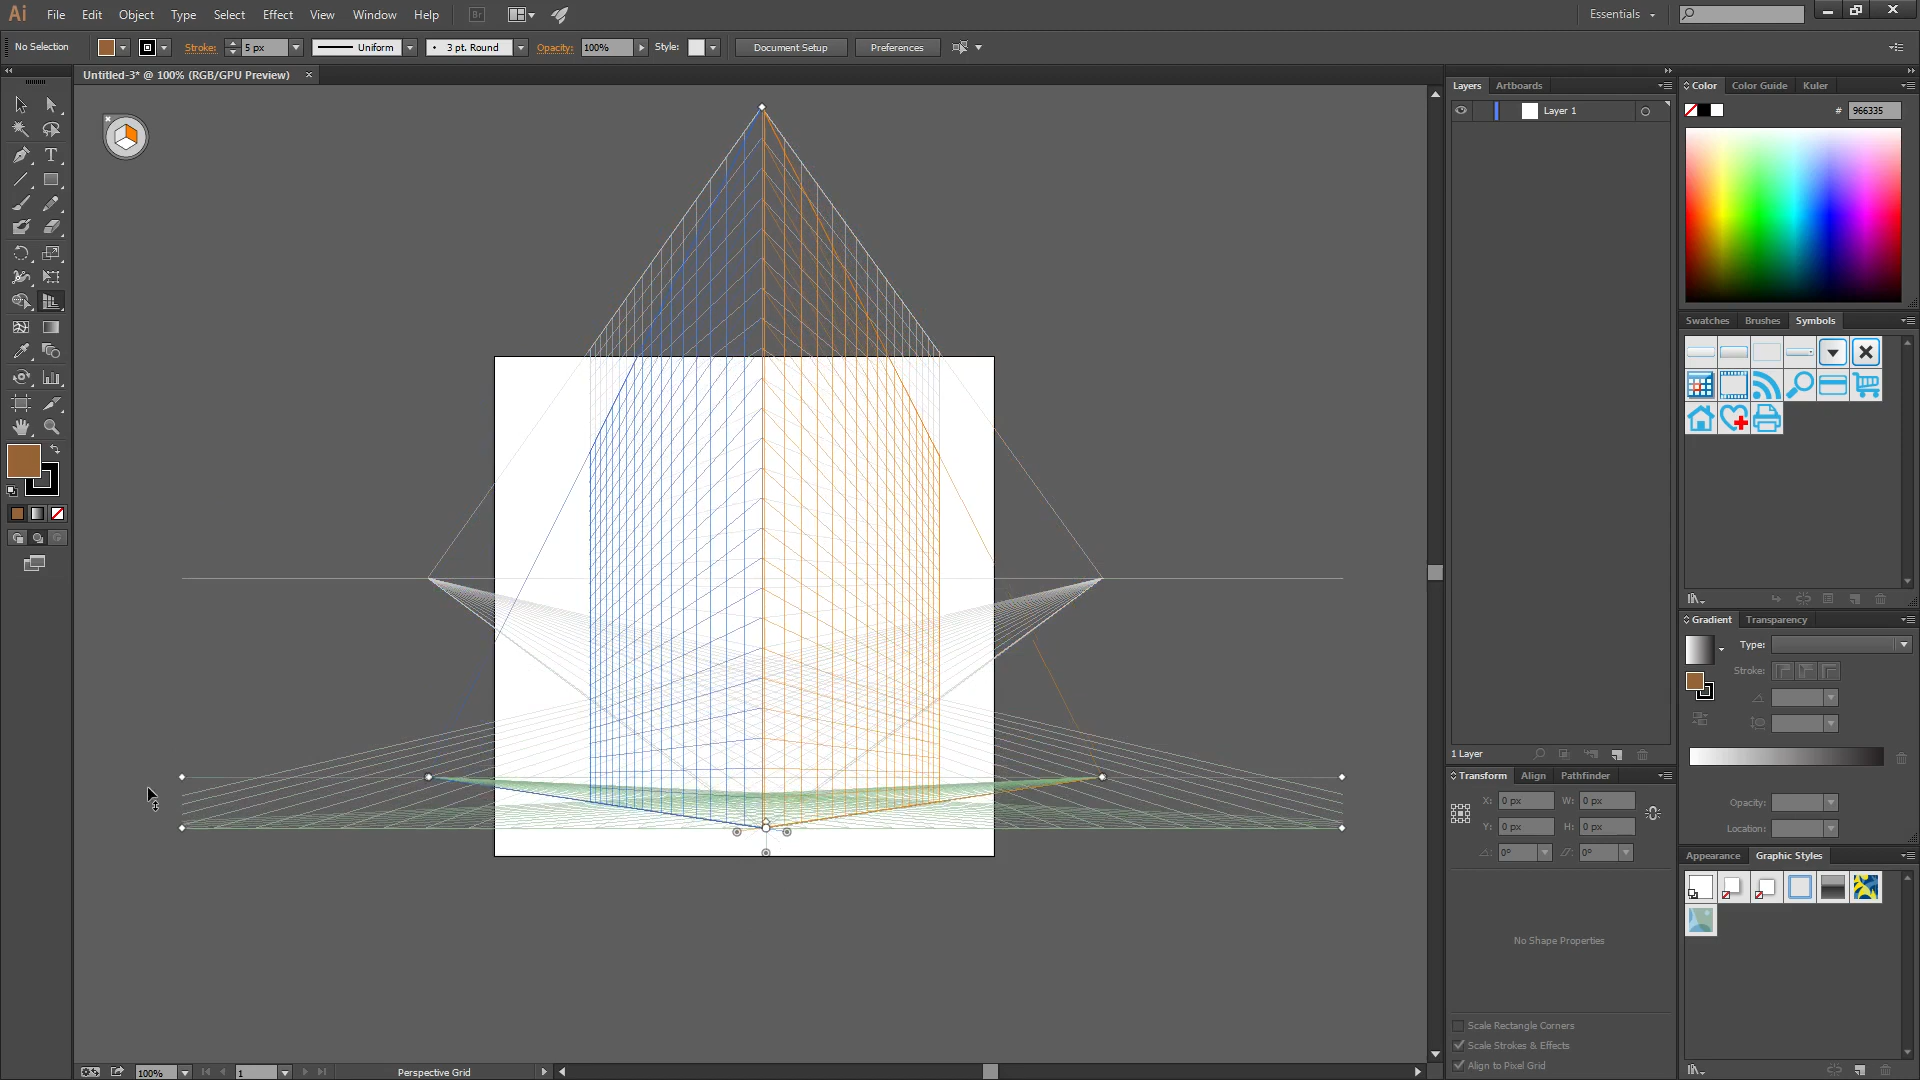 Ai File Edit Object Type Select Effect View Window Help Br Essentials
No Selection Stroke: 5 px Uniform 3 pt. Round Opacity: 100% Style: Document Setup Preferences
Untitled-3* @ 100% (RGB/GPU Preview) ×
Layers Artboards
Layer 1
1 Layer
Transform Align Pathfinder
X: 0 px W: 0 px
Y: 0 px H: 0 px
0° 0°
No Shape Properties
Scale Rectangle Corners
Scale Strokes & Effects
Align to Pixel Grid
Color Color Guide Kuler
# 966335
Swatches Brushes Symbols
Gradient Transparency
Type:
Stroke:
Opacity:
Location:
Appearance Graphic Styles
100% 1 Perspective Grid